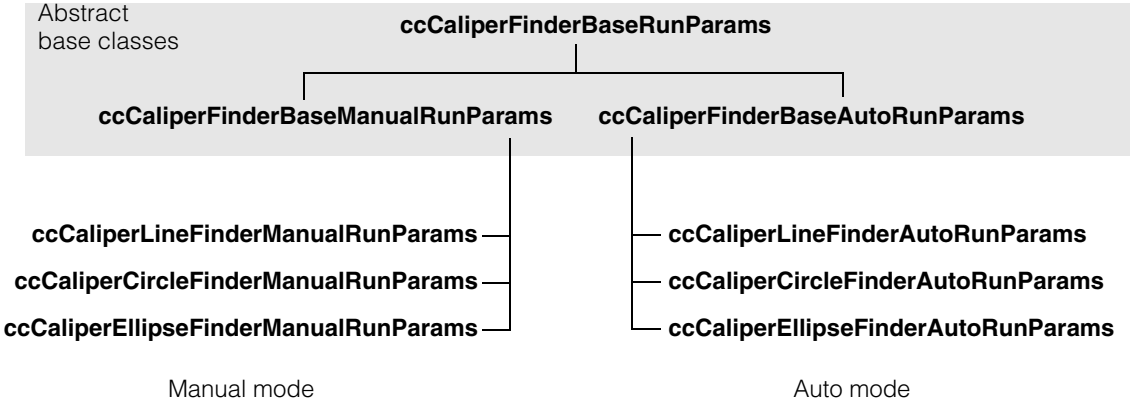 Abstract
base classes
ccCaliperFinderBaseRunParams
ccCaliperFinderBaseManualRunParams
ccCaliperFinderBaseAutoRunParams
ccCaliperLineFinderManualRunParams
ccCaliperCircleFinderManualRunParams
ccCaliperEllipseFinderManualRunParams
ccCaliperLineFinderAutoRunParams
ccCaliperCircleFinderAutoRunParams
ccCaliperEllipseFinderAutoRunParams
Manual mode
Auto mode